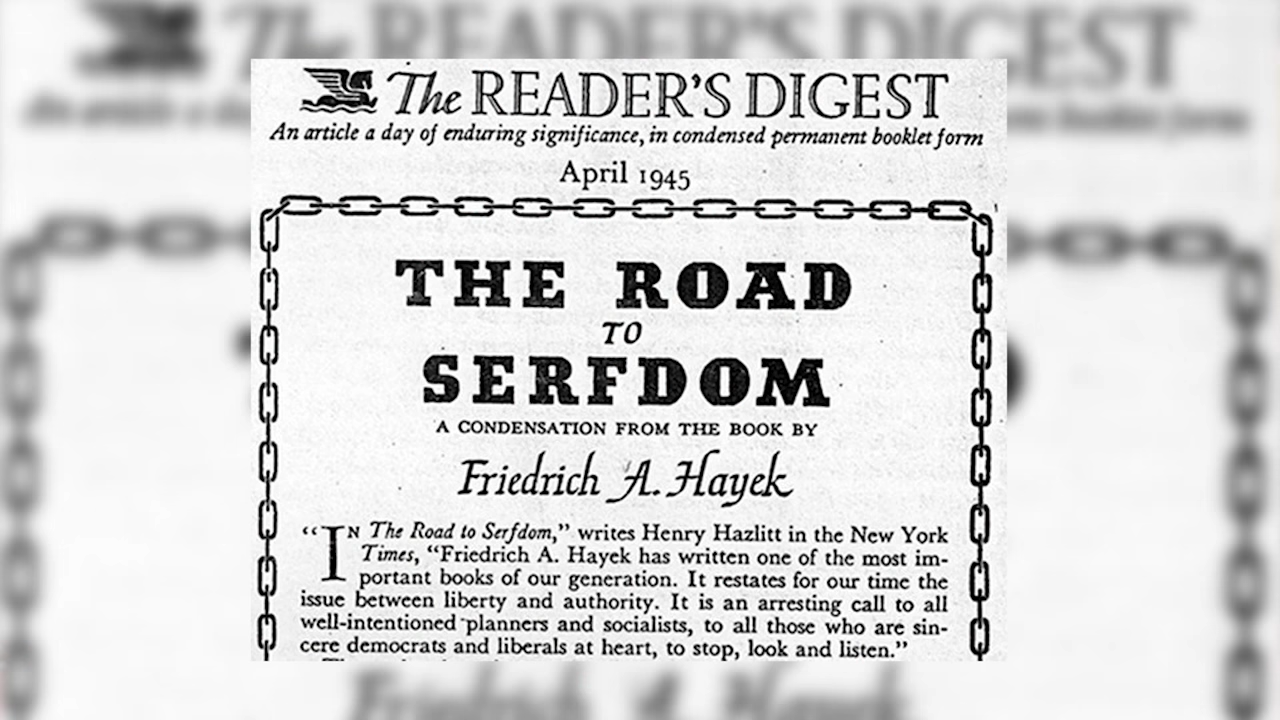 The READER'S DIGEST
An article a day of enduring significance, in condensed permanent booklet form
April 1945
THE ROAD
TO
SERFDOM
A CONDENSATION FROM THE BOOK BY
Friedrich A. Hayek
"IN The Road to Serfdom," writes Henry Hazlitt in the New York
Times, "Friedrich A. Hayek has written one of the most im-
portant books of our generation. It restates for our time the
issue between liberty and authority. It is an arresting call to all
well-intentioned planners and socialists, to all those who are sin-
cere democrats and liberals at heart, to stop, look and listen."